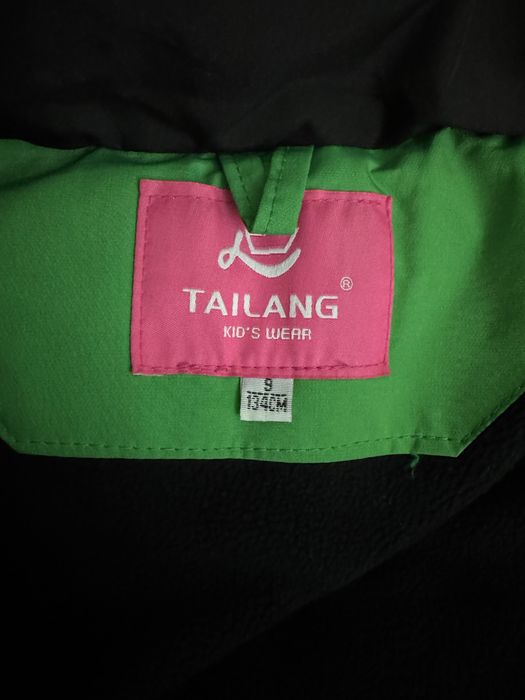 TAILANG ®
KID'S WEAR
9
134CM